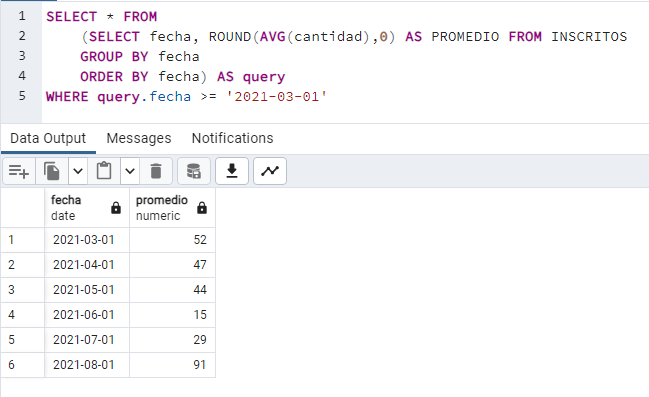 1 SELECT * FROM
2 (SELECT fecha, ROUND(AVG(cantidad),0) AS PROMEDIO FROM INSCRITOS
3 GROUP BY fecha
4 ORDER BY fecha) AS query
5 WHERE query.fecha >= '2021-03-01'
Data Output Messages Notifications
fecha promedio
date numeric
1 2021-03-01 52
2 2021-04-01 47
3 2021-05-01 44
4 2021-06-01 15
5 2021-07-01 29
6 2021-08-01 91